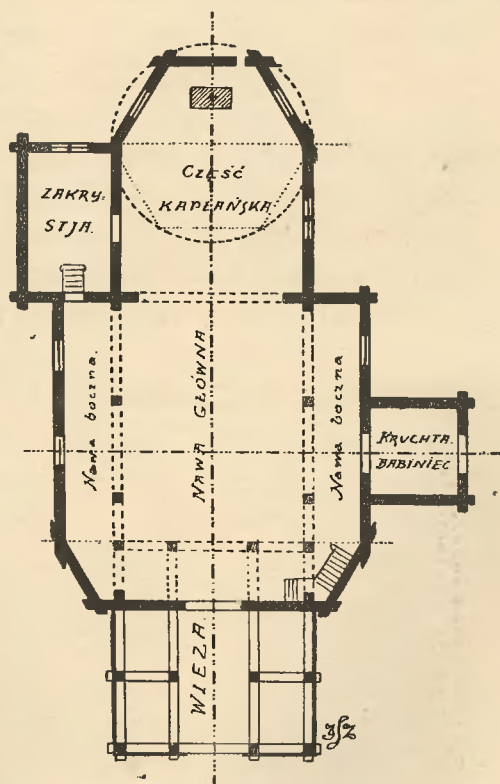 CZĘŚĆ
KAPŁAŃSKA
ZAKRY-
STJA.
Nawa boczna.
NAWA GŁÓWNA
Nawa boczna.
KRUCHTA.
BABINIEC
WIEŻA.